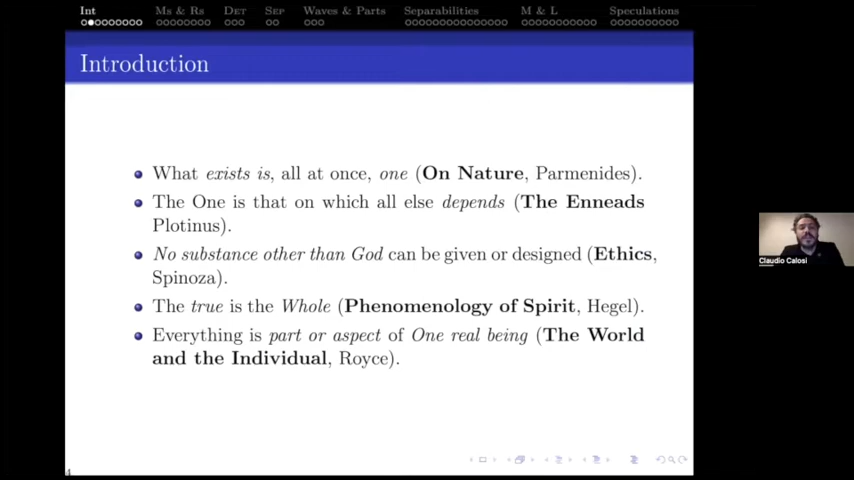 Int Ms & Rs Det Sep Waves & Parts Separabilities M & L Speculations
Introduction
What exists is, all at once, one (On Nature, Parmenides).
The One is that on which all else depends (The Enneads
Plotinus).
No substance other than God can be given or designed (Ethics,
Spinoza).
The true is the Whole (Phenomenology of Spirit, Hegel).
Everything is part or aspect of One real being (The World
and the Individual, Royce).
Claudio Calosi